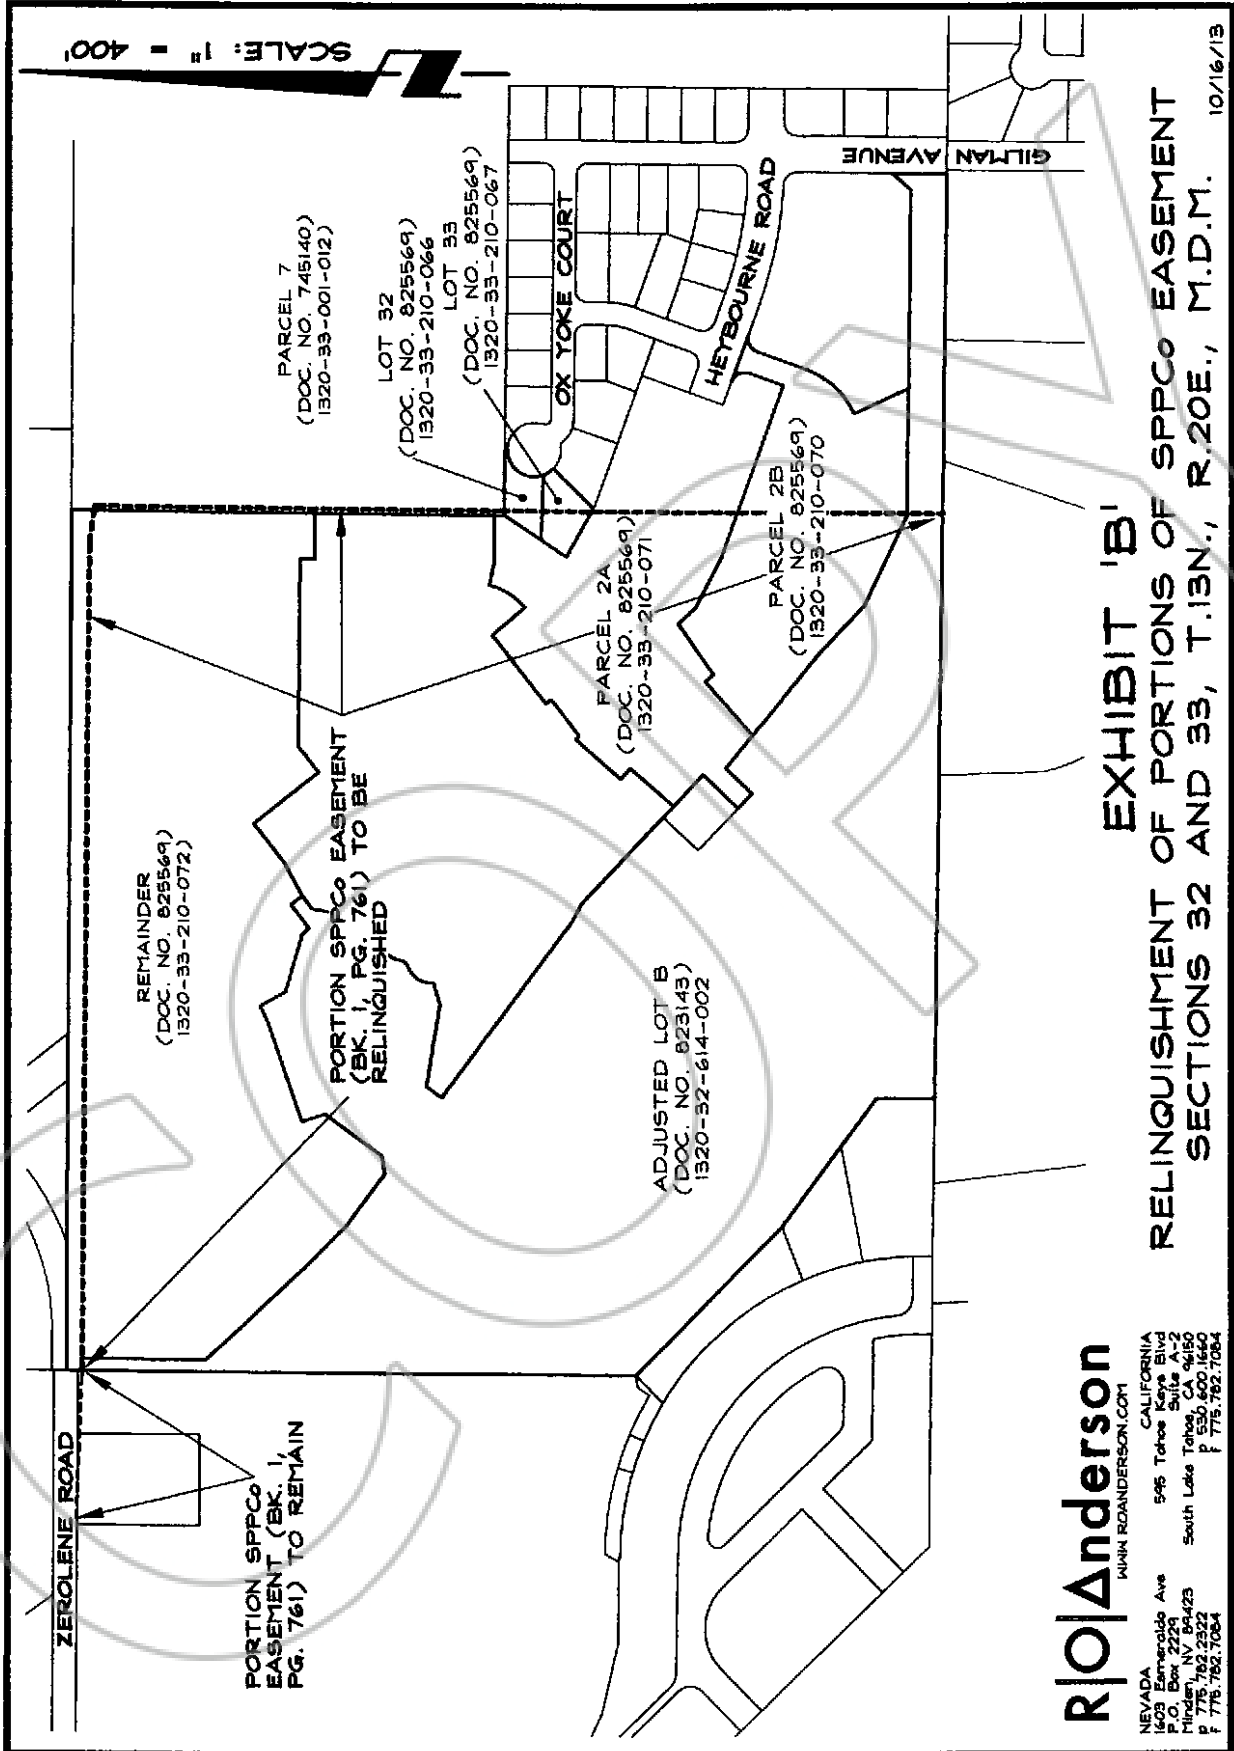 SCALE: 1" = 400'
ZEROLENE ROAD
PORTION SPPCo
EASEMENT (BK. 1,
PG. 761) TO REMAIN
REMAINDER
(DOC. NO. 825569)
1320-33-210-072)
PORTION SPPCo EASEMENT
(BK. 1, PG. 761) TO BE
RELINQUISHED
PARCEL 7
(DOC. NO. 745140)
1320-33-001-012)
LOT 32
(DOC. NO. 825569)
1320-33-210-066
LOT 33
(DOC. NO. 825569)
1320-33-210-067
OX YOKE COURT
HEYBOURNE ROAD
GILMAN AVENUE
PARCEL 2A
(DOC. NO. 825569)
1320-33-210-071
PARCEL 2B
(DOC. NO. 825569)
1320-33-210-070
ADJUSTED LOT B
(DOC. NO. 823143)
1320-32-614-002
EXHIBIT 'B'
RELINQUISHMENT OF PORTIONS OF SPPCo EASEMENT
SECTIONS 32 AND 33, T.13N., R.20E., M.D.M.
10/16/13
R|O|Anderson
WWW.ROANDERSON.COM
NEVADA
1603 Esmeralda Ave
P.O. Box 2229
Minden, NV 89423
p 775.782.2322
f 775.782.7084
CALIFORNIA
595 Tahoe Keys Blvd
Suite A-2
South Lake Tahoe, CA 96150
p 530.600.1660
f 775.782.7084
COPY